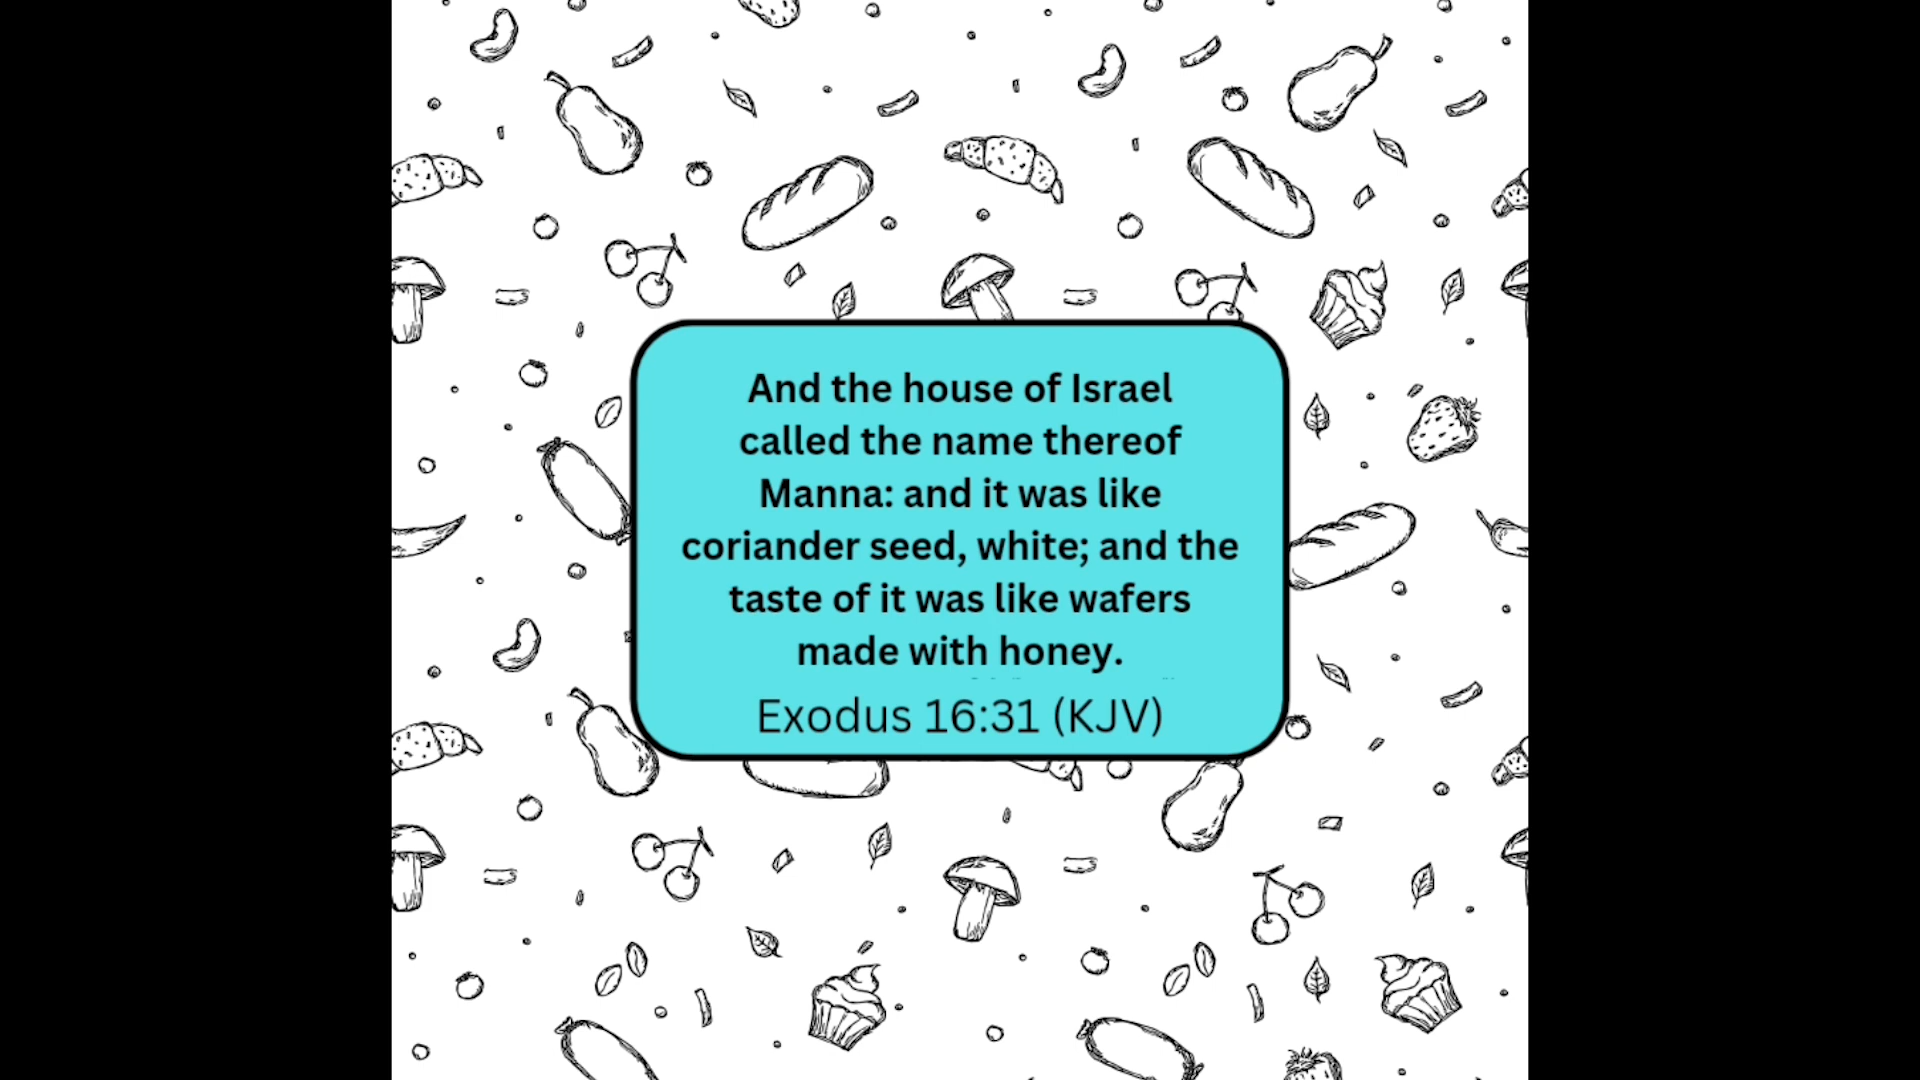 And the house of Israel
called the name thereof
Manna: and it was like
coriander seed, white; and the
taste of it was like wafers
made with honey.
Exodus 16:31 (KJV)